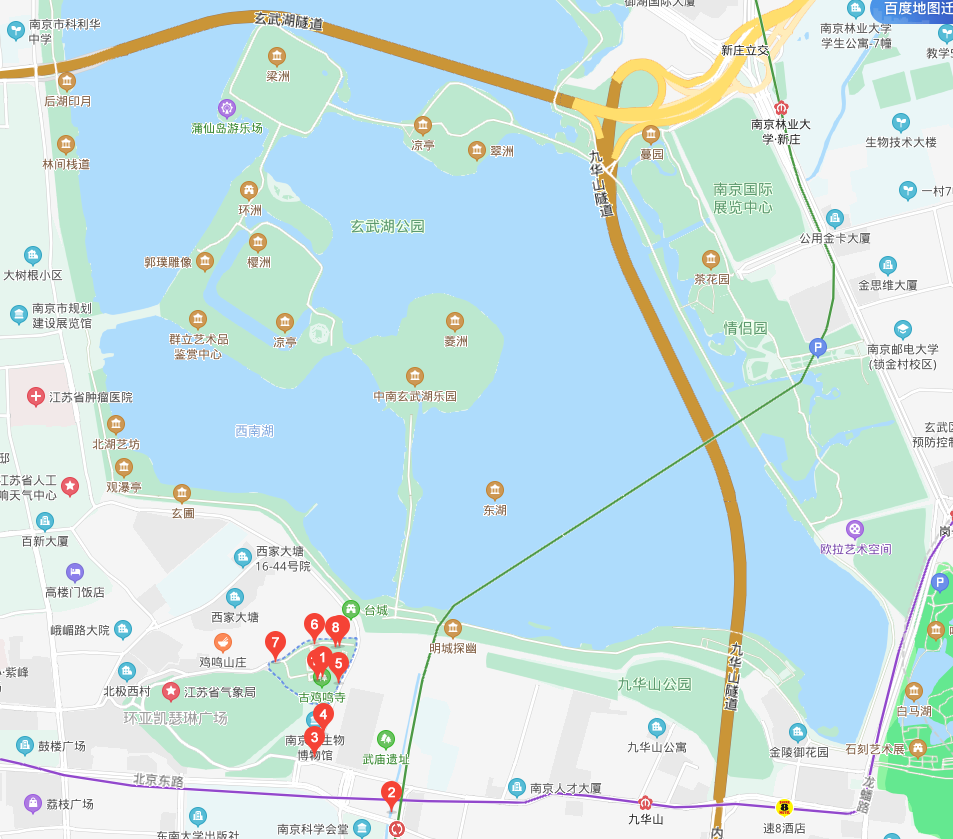 御湖国际大厦
百度地图迁
玄武湖隧道
南京市科利华
中学
南京林业大学
学生公寓-7幢
新庄立交
教学5
梁洲
后湖印月
蒲仙岛游乐场
凉亭
翠洲
南京林业大
学·新庄
生物技术大楼
林间栈道
蔓园
九华山隧道
环洲
南京国际
展览中心
一村7
玄武湖公园
公用金卡大厦
郭璞雕像
樱洲
大树根小区
茶花园
金思维大厦
南京市规划
建设展览馆
群立艺术品
鉴赏中心
凉亭
菱洲
情侣园
P
南京邮电大学
(锁金村校区)
江苏省肿瘤医院
中南玄武湖乐园
北湖艺坊
西南湖
玄武区
预防控制
邸
江苏省人工
响天气中心
观瀑亭
玄圃
东湖
百新大厦
欧拉艺术空间
岗
西家大塘
16-44号院
高楼门饭店
P
西家大塘
台城
峨嵋路大院
6
8
7
鸡鸣山庄
明城探幽
1
5
·紫峰
北极西村
江苏省气象局
古鸡鸣寺
九华山公园
九华山隧道
白马湖
环亚凯瑟琳广场
4
3
南京
生物
博物馆
武庙遗址
鼓楼广场
九华山公寓
金陵御花园
石刻艺术展
北京东路
2
南京人才大厦
龙蟠路
荔枝广场
九华山
8
速8酒店
东南大学出版社
南京科学会堂
内